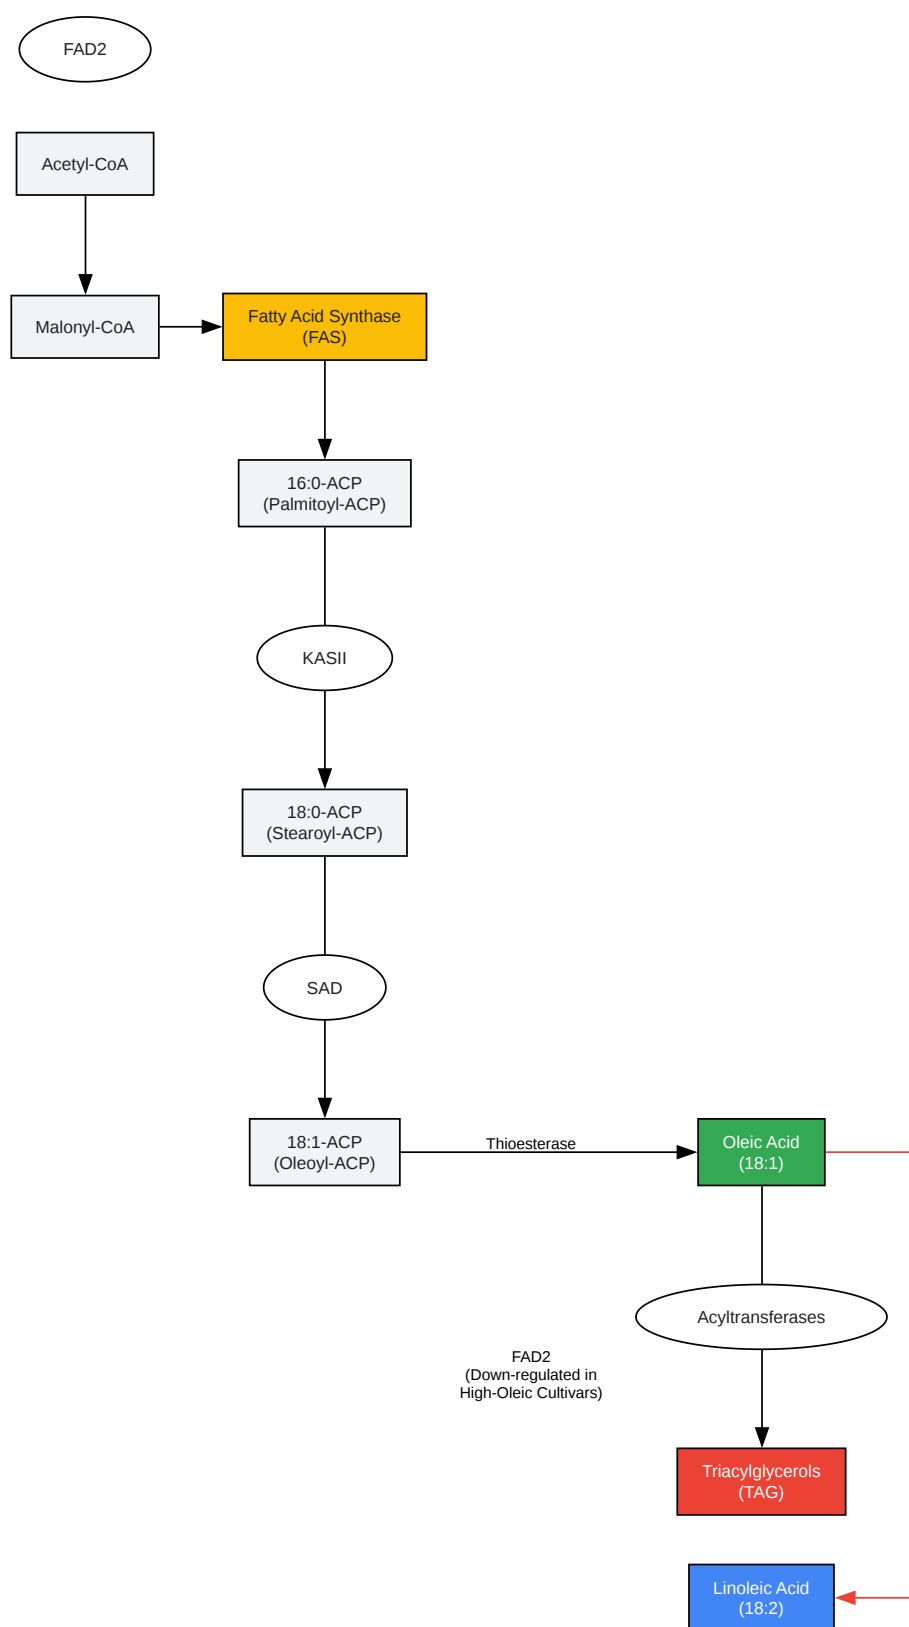 FAD2
Acetyl-CoA
Malonyl-CoA
Fatty Acid Synthase
(FAS)
16:0-ACP
(Palmitoyl-ACP)
KASII
18:0-ACP
(Stearoyl-ACP)
SAD
18:1-ACP
(Oleoyl-ACP)
Thioesterase
Oleic Acid
(18:1)
Acyltransferases
FAD2
(Down-regulated in
High-Oleic Cultivars)
Triacylglycerols
(TAG)
Linoleic Acid
(18:2)